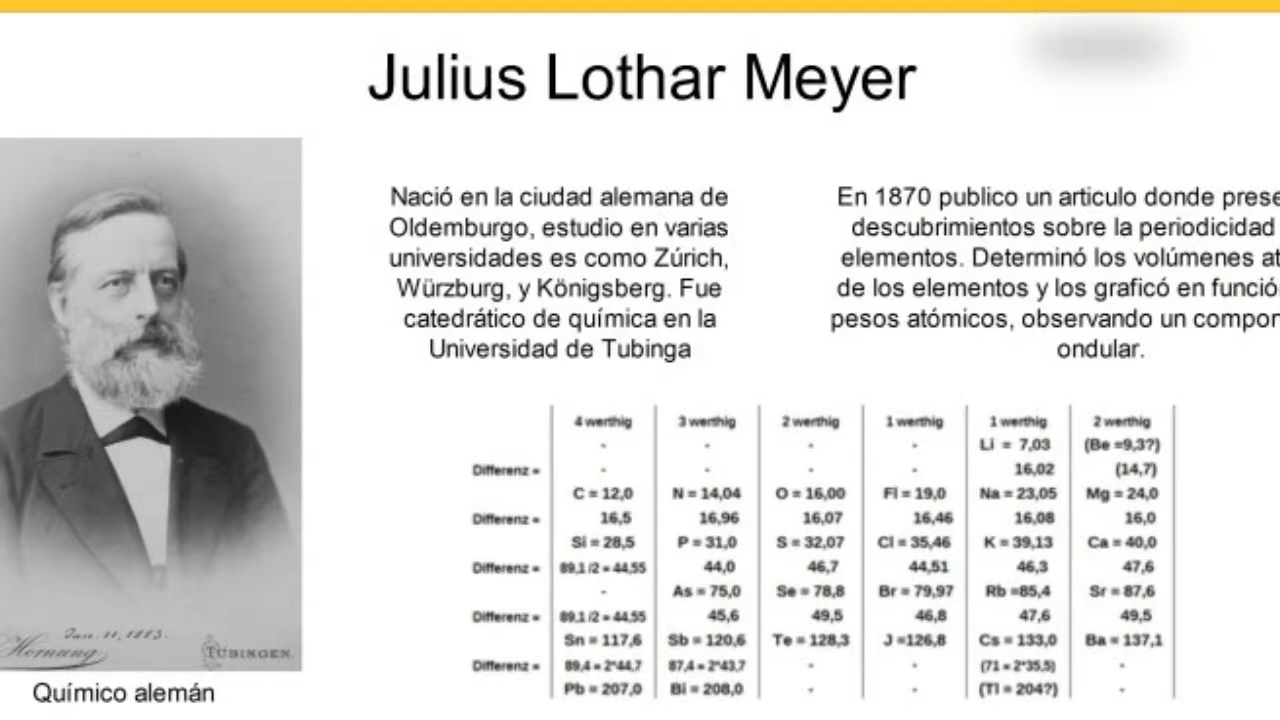 Julius Lothar Meyer
Nació en la ciudad alemana de
Oldemburgo, estudio en varias
universidades es como Zúrich,
Würzburg, y Königsberg. Fue
catedrático de química en la
Universidad de Tubinga
En 1870 publico un articulo donde prese
descubrimientos sobre la periodicidad
elementos. Determinó los volúmenes at
de los elementos y los graficó en funció
pesos atómicos, observando un compor
ondular.
4 werthig 3 werthig 2 werthig 1 werthig 1 werthig 2 werthig
- - - - Li = 7,03 (Be =9,3?)
Differenz = - - - - 16,02 (14,7)
C = 12,0 N = 14,04 O = 16,00 Fl = 19,0 Na = 23,05 Mg = 24,0
Differenz = 16,5 16,96 16,07 16,46 16,08 16,0
Si = 28,5 P = 31,0 S = 32,07 Cl = 35,46 K = 39,13 Ca = 40,0
Differenz = 89,1 /2 = 44,55 44,0 46,7 44,51 46,3 47,6
- As = 75,0 Se = 78,8 Br = 79,97 Rb =85,4 Sr = 87,6
Differenz = 89,1 /2 = 44,55 45,6 49,5 46,8 47,6 49,5
Sn = 117,6 Sb = 120,6 Te = 128,3 J =126,8 Cs = 133,0 Ba = 137,1
Differenz = 89,4 = 2*44,7 87,4 = 2*43,7 - - (71 = 2*35,5) -
Pb = 207,0 Bi = 208,0 - - (Tl = 204?) -
Jan. 11, 1883.
Hornung TÜBINGEN.
Químico alemán